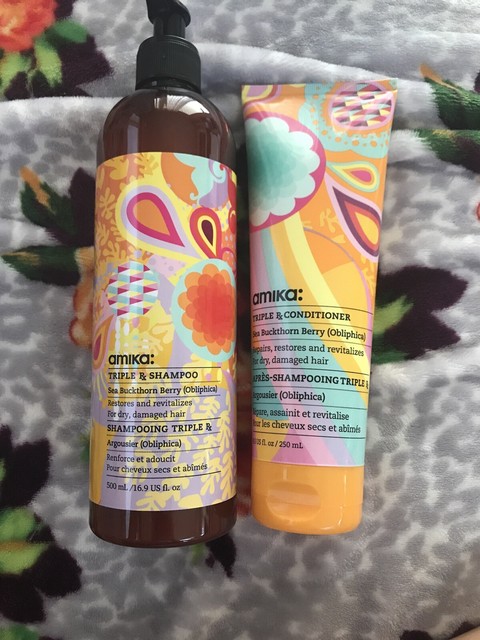 amika:
TRIPLE Rx SHAMPOO
Sea Buckthorn Berry (Obliphica)
Restores and revitalizes
For dry, damaged hair
SHAMPOOING TRIPLE Rx
Argousier (Obliphica)
Renforce et adoucit
Pour cheveux secs et abîmés
500 mL /16.9 US fl. oz
amika:
TRIPLE Rx CONDITIONER
Sea Buckthorn Berry (Obliphica)
Repairs, restores and revitalizes
For dry, damaged hair
APRÈS-SHAMPOOING TRIPLE
Argousier (Obliphica)
Répare, assainit et revitalise
Pour les cheveux secs et abîmés
fl. oz / 250 mL